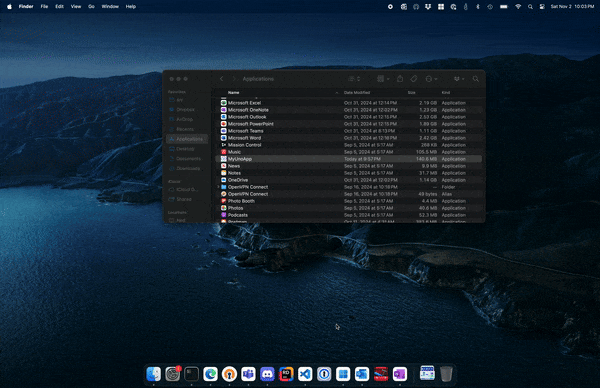 Finder File Edit View Go Window Help Sat Nov 2 10:03 PM
Applications
Name Date Modified Size Kind
Microsoft Excel Oct 31, 2024 at 12:14 PM 2.19 GB Application
Microsoft OneNote Oct 31, 2024 at 12:02 PM 1.23 GB Application
Microsoft Outlook Oct 31, 2024 at 12:15 PM 2.55 GB Application
Microsoft PowerPoint Oct 31, 2024 at 12:15 PM 1.89 GB Application
Microsoft Teams Oct 31, 2024 at 8:13 PM 1.11 GB Application
Microsoft Word Oct 31, 2024 at 12:16 PM 2.42 GB Application
Mission Control Sep 5, 2024 at 5:17 AM 268 KB Application
Music Sep 5, 2024 at 5:17 AM 105.5 MB Application
MyUnoApp Today at 9:57 PM 140.6 MB Application
News Sep 5, 2024 at 5:17 AM 9.9 MB Application
Notes Sep 5, 2024 at 5:17 AM 31.7 MB Application
OneDrive Oct 31, 2024 at 12:03 PM 1.14 GB Application
OpenVPN Connect Sep 16, 2024 at 10:19 PM -- Folder
OpenVPN Connect Sep 16, 2024 at 10:19 PM 49 bytes Alias
Photo Booth Sep 5, 2024 at 5:17 AM 4.4 MB Application
Photos Sep 5, 2024 at 5:17 AM 40.6 MB Application
Podcasts Sep 5, 2024 at 5:17 AM 52.3 MB Application
Favorites
Shortcuts
AirDrop
Recents
Applications
Desktop
Documents
Downloads
iCloud
Shared
Locations